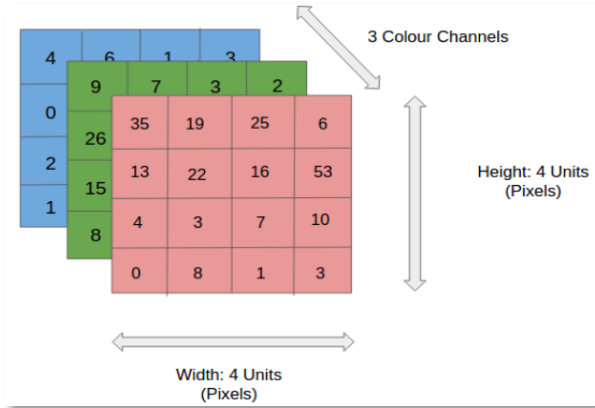 3 Colour Channels
4 6 1 3
9 7 3 2
0
26
35 19 25 6
2
15
13 22 16 53
1
8
4 3 7 10
0 8 1 3
Height: 4 Units
(Pixels)
Width: 4 Units
(Pixels)